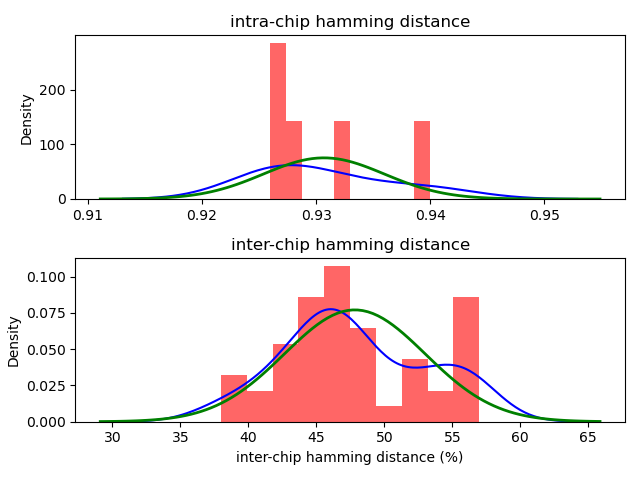 intra-chip hamming distance
Density
200
100
0
0.91 0.92 0.93 0.94 0.95
inter-chip hamming distance
Density
0.100
0.075
0.050
0.025
0.000
30 35 40 45 50 55 60 65
inter-chip hamming distance (%)